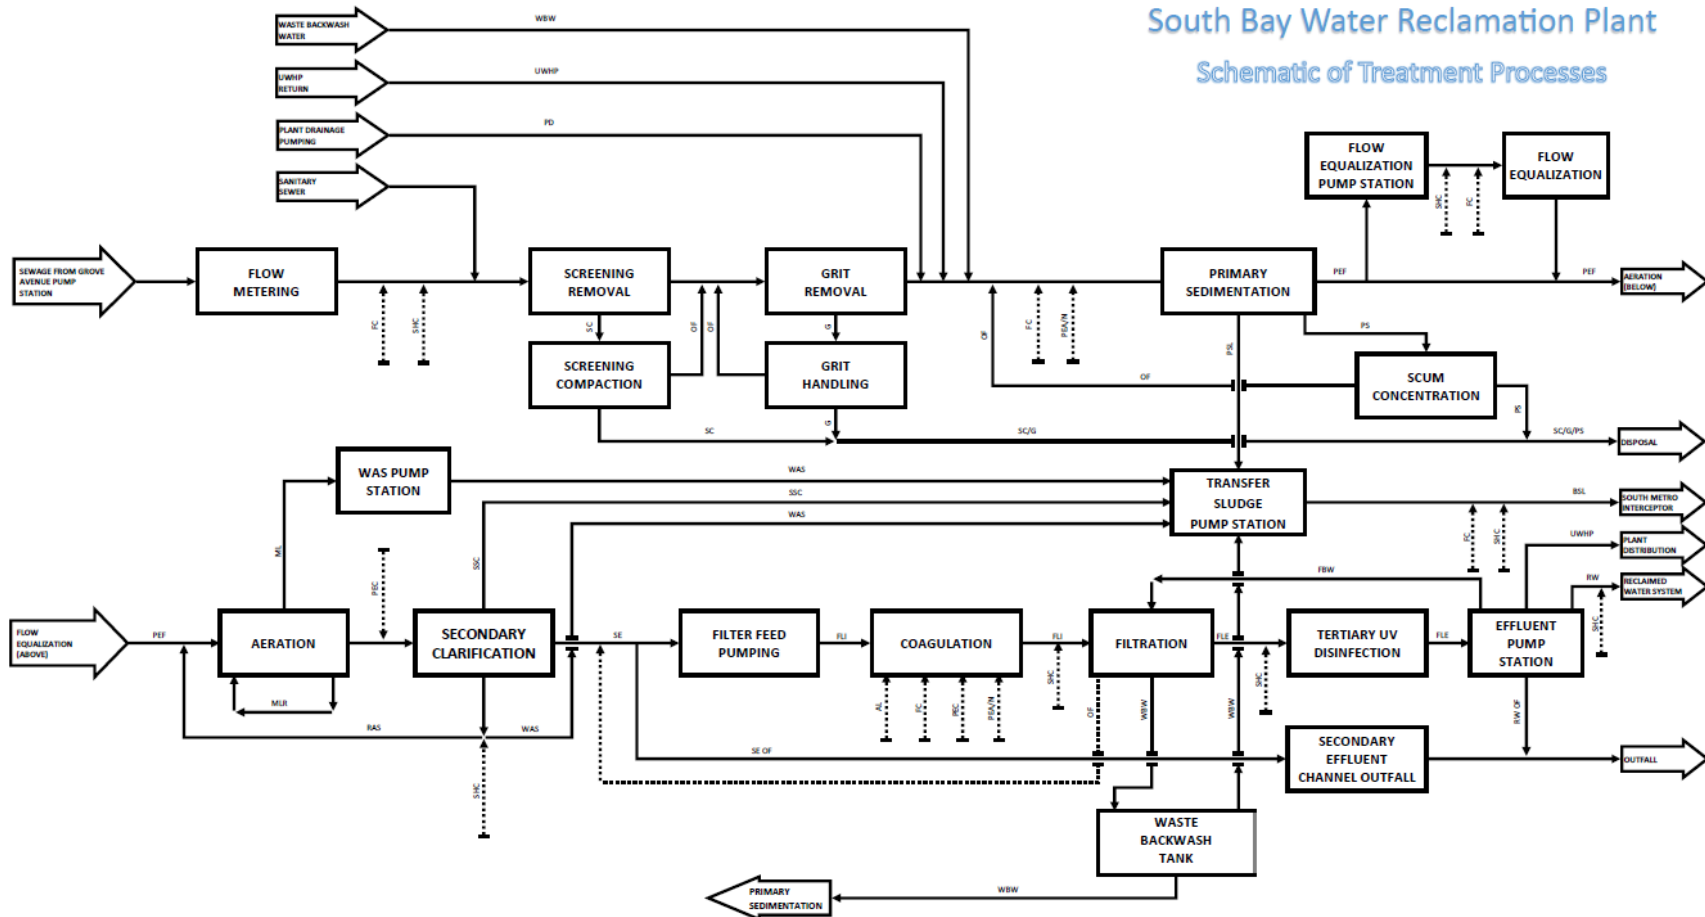 South Bay Water Reclamation Plant
Schematic of Treatment Processes
WASTE BACKWASH
WATER
WBW
UWHP
RETURN
UWHP
PLANT DRAINAGE
PUMPING
PD
SANITARY
SEWER
FLOW
EQUALIZATION
PUMP STATION
FLOW
EQUALIZATION
SHC
FC
SEWAGE FROM GROVE
AVENUE PUMP
STATION
FLOW
METERING
SCREENING
REMOVAL
GRIT
REMOVAL
PRIMARY
SEDIMENTATION
PEF
PEF
AERATION
(BELOW)
FC
SHC
SC
OF
OF
G
OF
FC
PEA/N
PSL
PS
SCREENING
COMPACTION
GRIT
HANDLING
OF
SCUM
CONCENTRATION
PS
SC
G
SC/G
SC/G/PS
DISPOSAL
WAS PUMP
STATION
WAS
SSC
WAS
TRANSFER
SLUDGE
PUMP STATION
BSL
SOUTH METRO
INTERCEPTOR
FC
SHC
UWHP
PLANT
DISTRIBUTION
ML
PEC
SSC
FBW
RW
RECLAIMED
WATER SYSTEM
SHC
FLOW
EQUALIZATION
(ABOVE)
PEF
AERATION
SECONDARY
CLARIFICATION
SE
FILTER FEED
PUMPING
FLI
COAGULATION
FLI
FILTRATION
FLE
TERTIARY UV
DISINFECTION
FLE
EFFLUENT
PUMP
STATION
MLR
RAS
WAS
AL
FC
PEC
PEA/N
SHC
OF
WBW
WBW
SHC
RW OF
SHC
SE OF
SECONDARY
EFFLUENT
CHANNEL OUTFALL
OUTFALL
WASTE
BACKWASH
TANK
WBW
PRIMARY
SEDIMENTATION